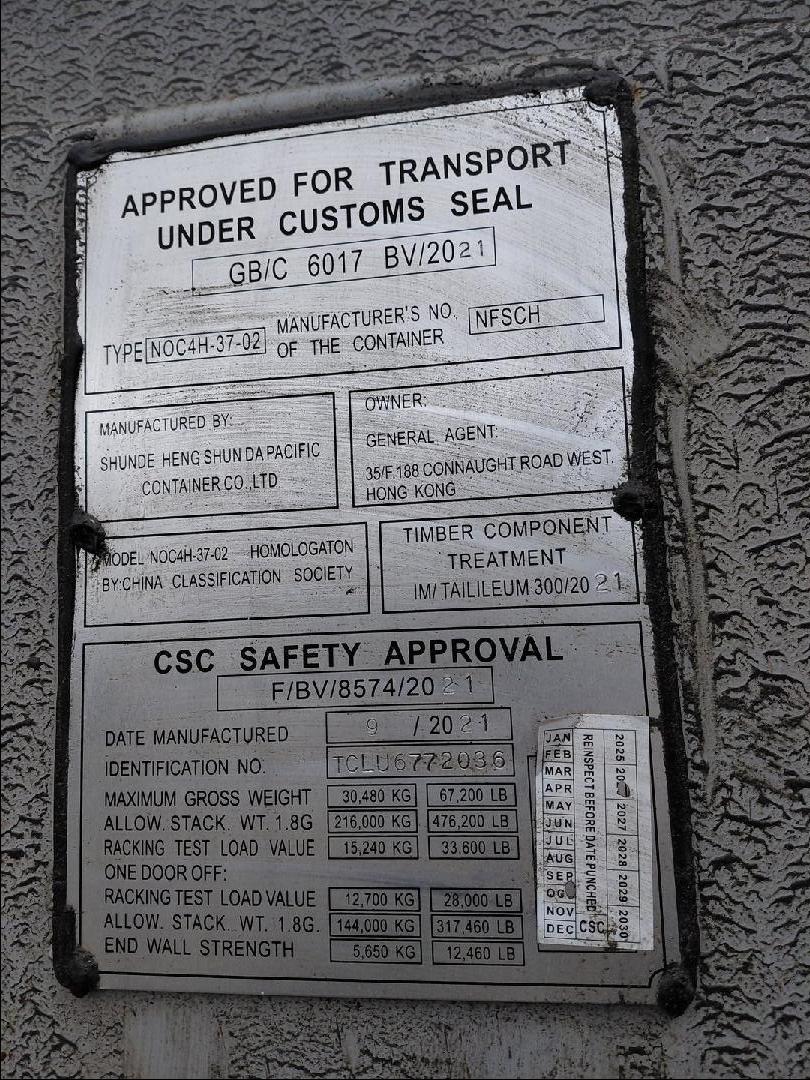 APPROVED FOR TRANSPORT
UNDER CUSTOMS SEAL
GB/C 6017 BV/2021
TYPE NOC4H-37-02
MANUFACTURER'S NO.
OF THE CONTAINER
NFSCH
MANUFACTURED BY:
SHUNDE HENG SHUN DA PACIFIC
CONTAINER CO.,LTD
OWNER:
GENERAL AGENT:
35/F 188 CONNAUGHT ROAD WEST.
HONG KONG
MODEL NOC4H-37-02 HOMOLOGATON
BY:CHINA CLASSIFICATION SOCIETY
TIMBER COMPONENT
TREATMENT
IM/ TAILILEUM 300/2021
CSC SAFETY APPROVAL
F/BV/8574/2021
DATE MANUFACTURED 9 /2021
IDENTIFICATION NO. TCLU6772036
MAXIMUM GROSS WEIGHT 30,480 KG 67,200 LB
ALLOW. STACK. WT. 1.8G 216,000 KG 476,200 LB
RACKING TEST LOAD VALUE 15,240 KG 33,600 LB
ONE DOOR OFF:
RACKING TEST LOAD VALUE 12,700 KG 28,000 LB
ALLOW. STACK. WT. 1.8G. 144,000 KG 317,460 LB
END WALL STRENGTH 5,650 KG 12,460 LB
JAN
FEB
MAR
APR
MAY
JUN
JUL
AUG
SEP
NOV
DEC
REINSPECT BEFORE DATE PUNCHED
CSC
2025 2027 2028 2029 2030